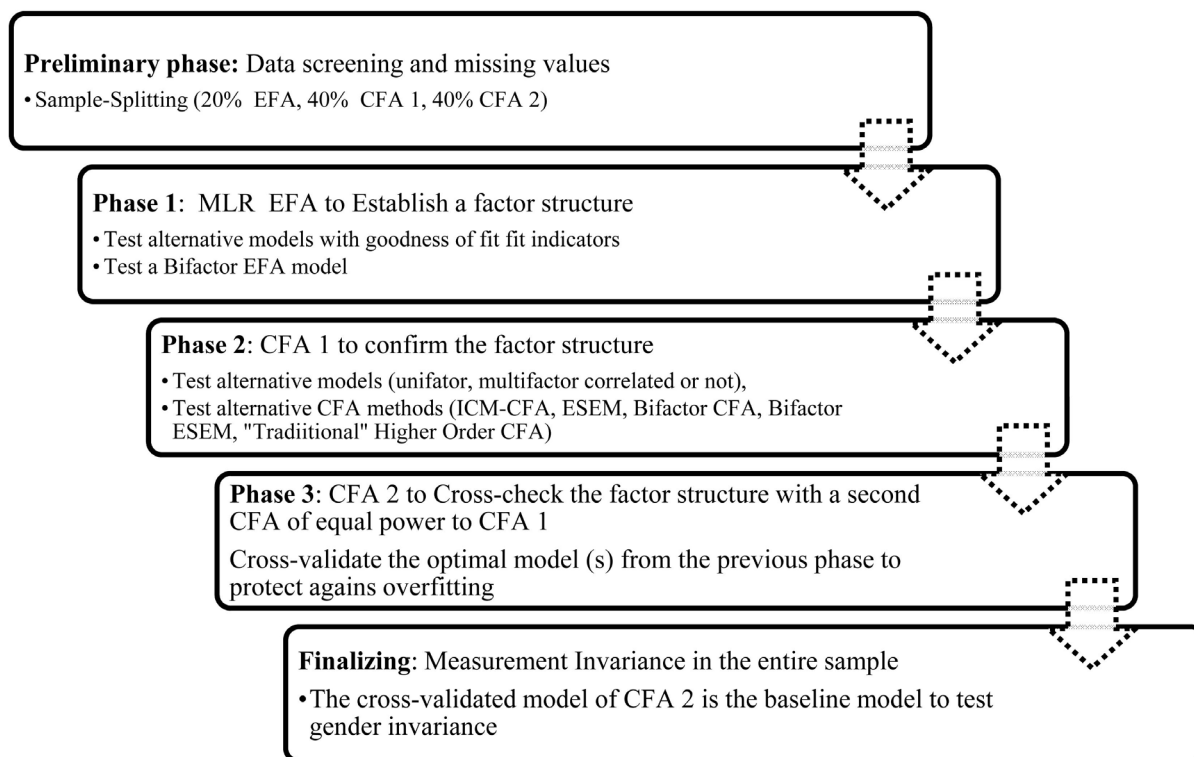 Preliminary phase: Data screening and missing values
• Sample-Splitting (20% EFA, 40% CFA 1, 40% CFA 2)
Phase 1: MLR EFA to Establish a factor structure
• Test alternative models with goodness of fit fit indicators
• Test a Bifactor EFA model
Phase 2: CFA 1 to confirm the factor structure
• Test alternative models (unifator, multifactor correlated or not),
• Test alternative CFA methods (ICM-CFA, ESEM, Bifactor CFA, Bifactor
ESEM, "Tradiitional" Higher Order CFA)
Phase 3: CFA 2 to Cross-check the factor structure with a second
CFA of equal power to CFA 1
Cross-validate the optimal model (s) from the previous phase to
protect agains overfitting
Finalizing: Measurement Invariance in the entire sample
• The cross-validated model of CFA 2 is the baseline model to test
gender invariance